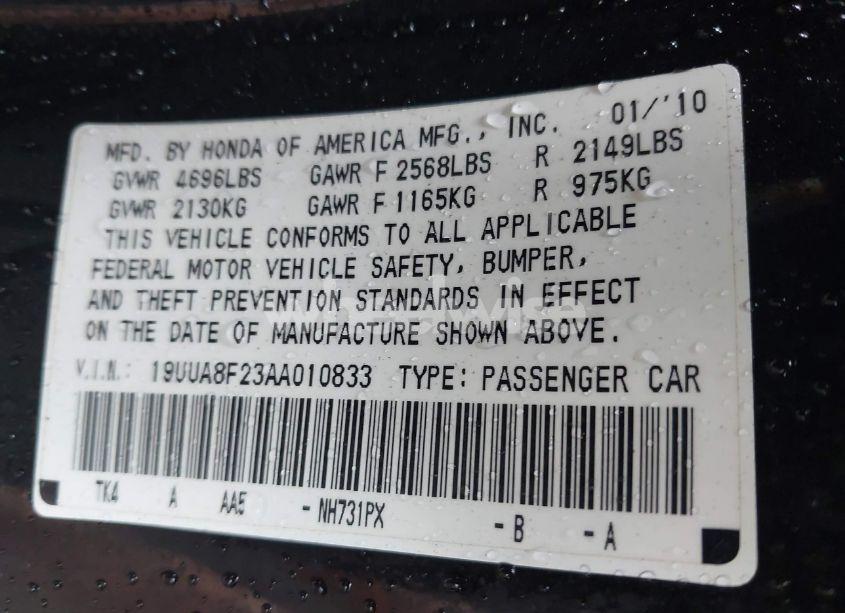 MFD. BY HONDA OF AMERICA MFG., INC. 01/'10
GVWR 4696LBS GAWR F 2568LBS R 2149LBS
GVWR 2130KG GAWR F 1165KG R 975KG
THIS VEHICLE CONFORMS TO ALL APPLICABLE
FEDERAL MOTOR VEHICLE SAFETY, BUMPER,
AND THEFT PREVENTION STANDARDS IN EFFECT
ON THE DATE OF MANUFACTURE SHOWN ABOVE.
V.I.N.: 19UUA8F23AA010833 TYPE: PASSENGER CAR
TK4 A AA5 -NH731PX -B -A